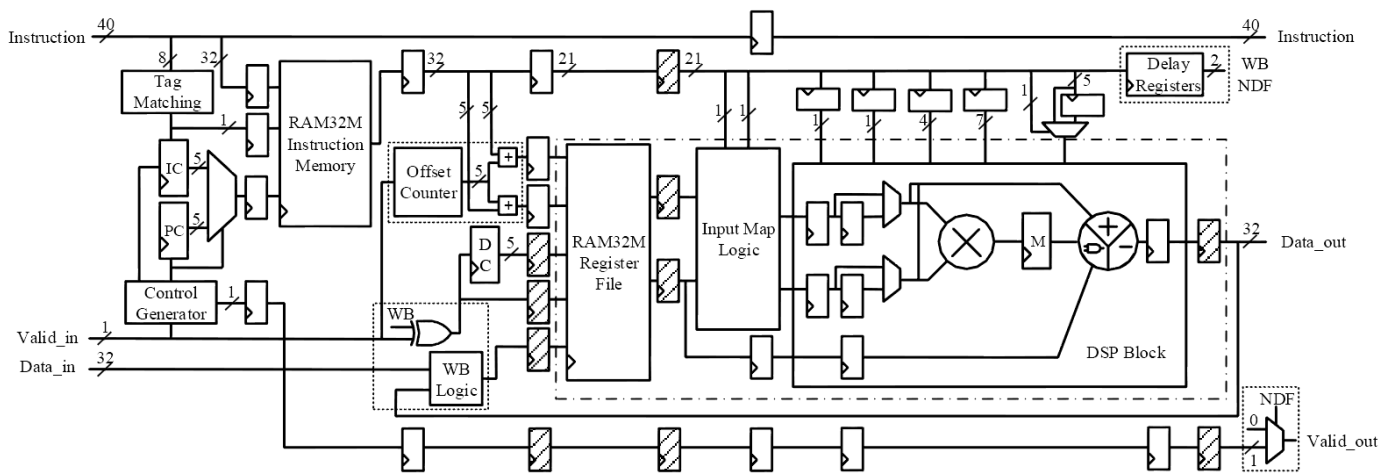 40 40
Instruction Instruction
8 32 32 21 21 5 2
Tag
Matching
Delay
Registers
WB
NDF
5 5 1 1 1
1
RAM32M
Instruction
Memory
1 1 4 7
IC 5
Offset
Counter
5
+
+
PC 5
RAM32M
Register
File
Input Map
Logic
D
C
5
M
+
−
32
Data_out
Control
Generator
1
WB
Valid_in 1
Data_in 32
WB
Logic
DSP Block
NDF
0
1
Valid_out